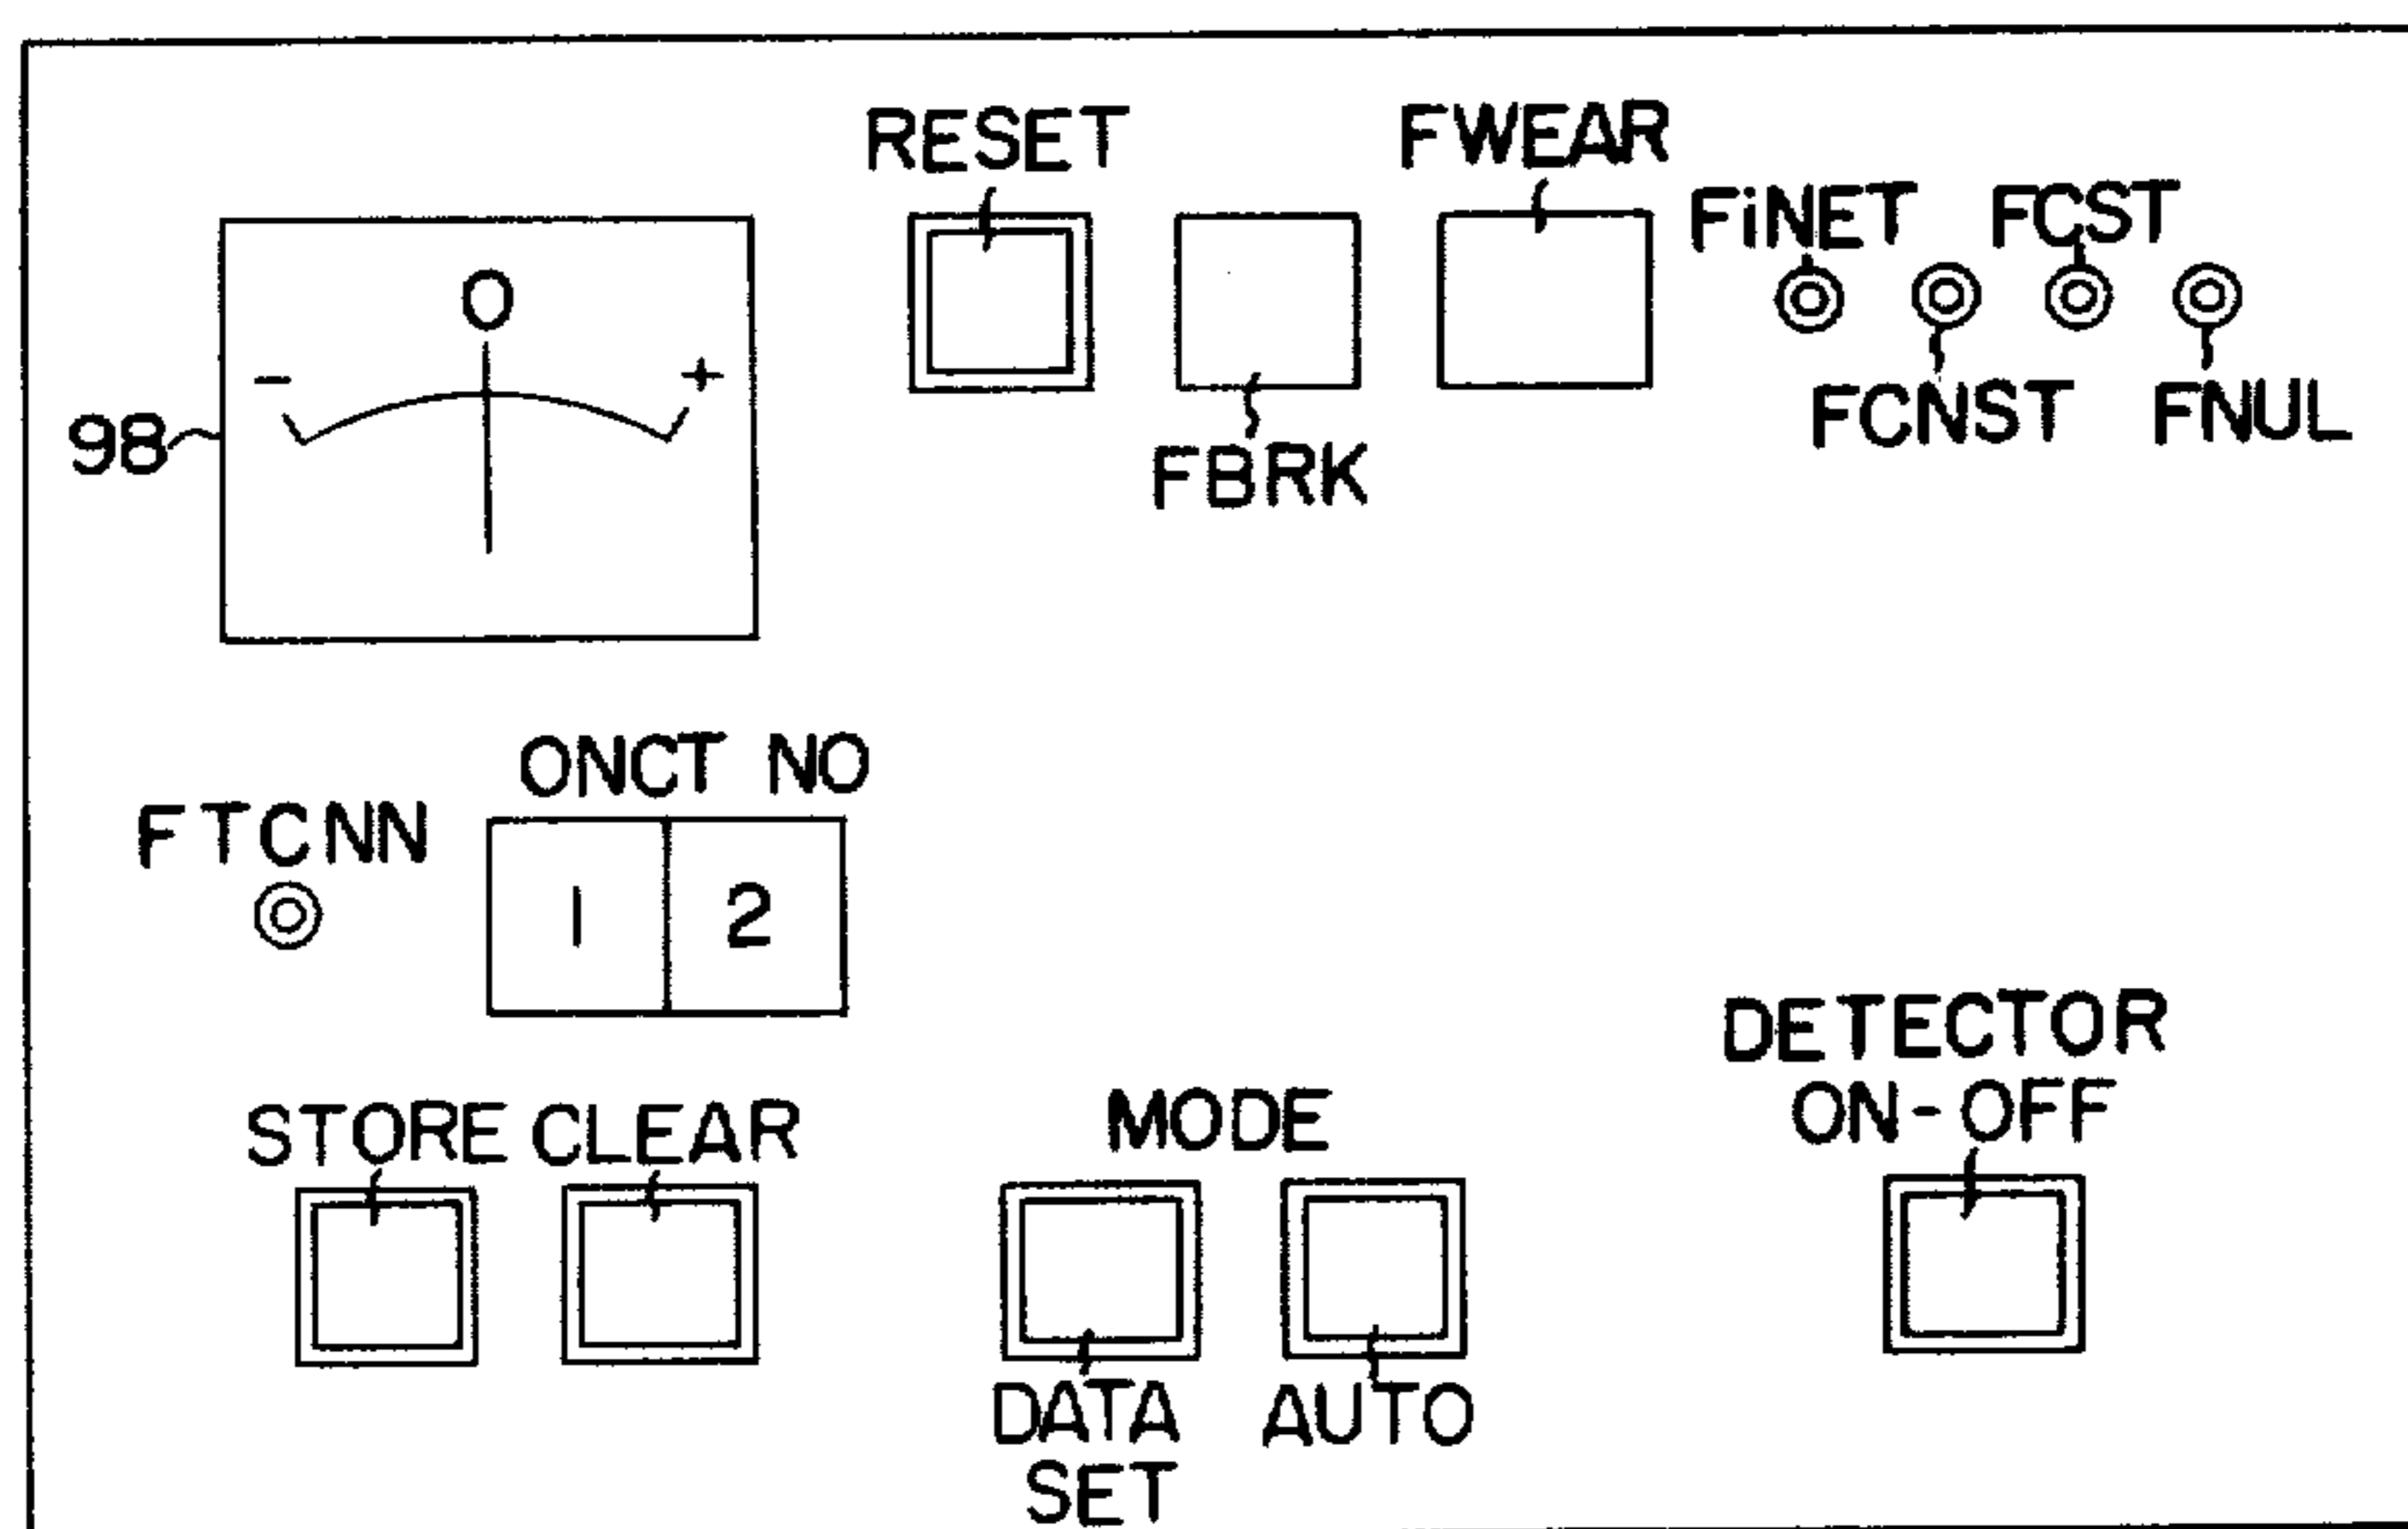 RESET
FWEAR
FiNET FCST
O
- +
98
FCNST FNUL
FBRK
ONCT NO
FTCNN
1 2
DETECTOR
ON-OFF
STORE CLEAR
MODE
DATA
SET
AUTO